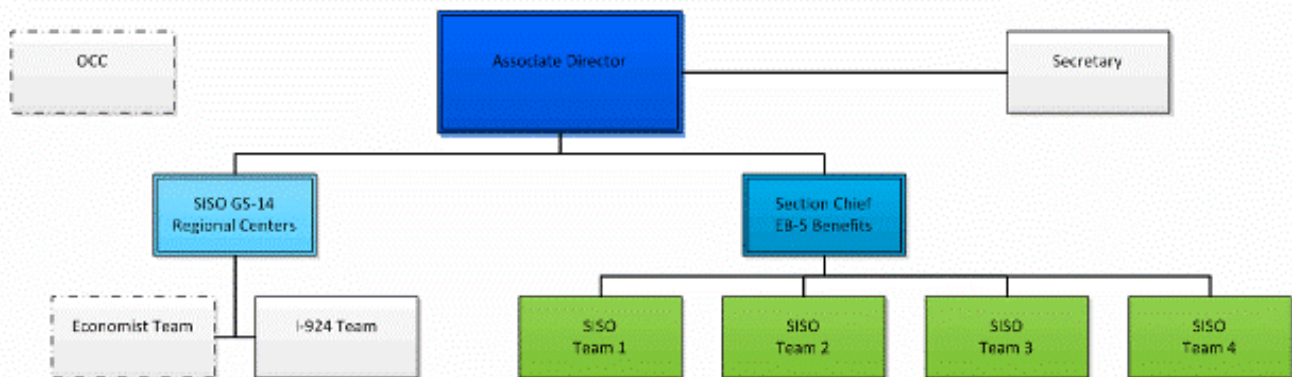 OCC
Associate Director
Secretary
SISO GS-14
Regional Centers
Section Chief
EB-5 Benefits
Economist Team
I-924 Team
SISO
Team 1
SISO
Team 2
SISO
Team 3
SISO
Team 4